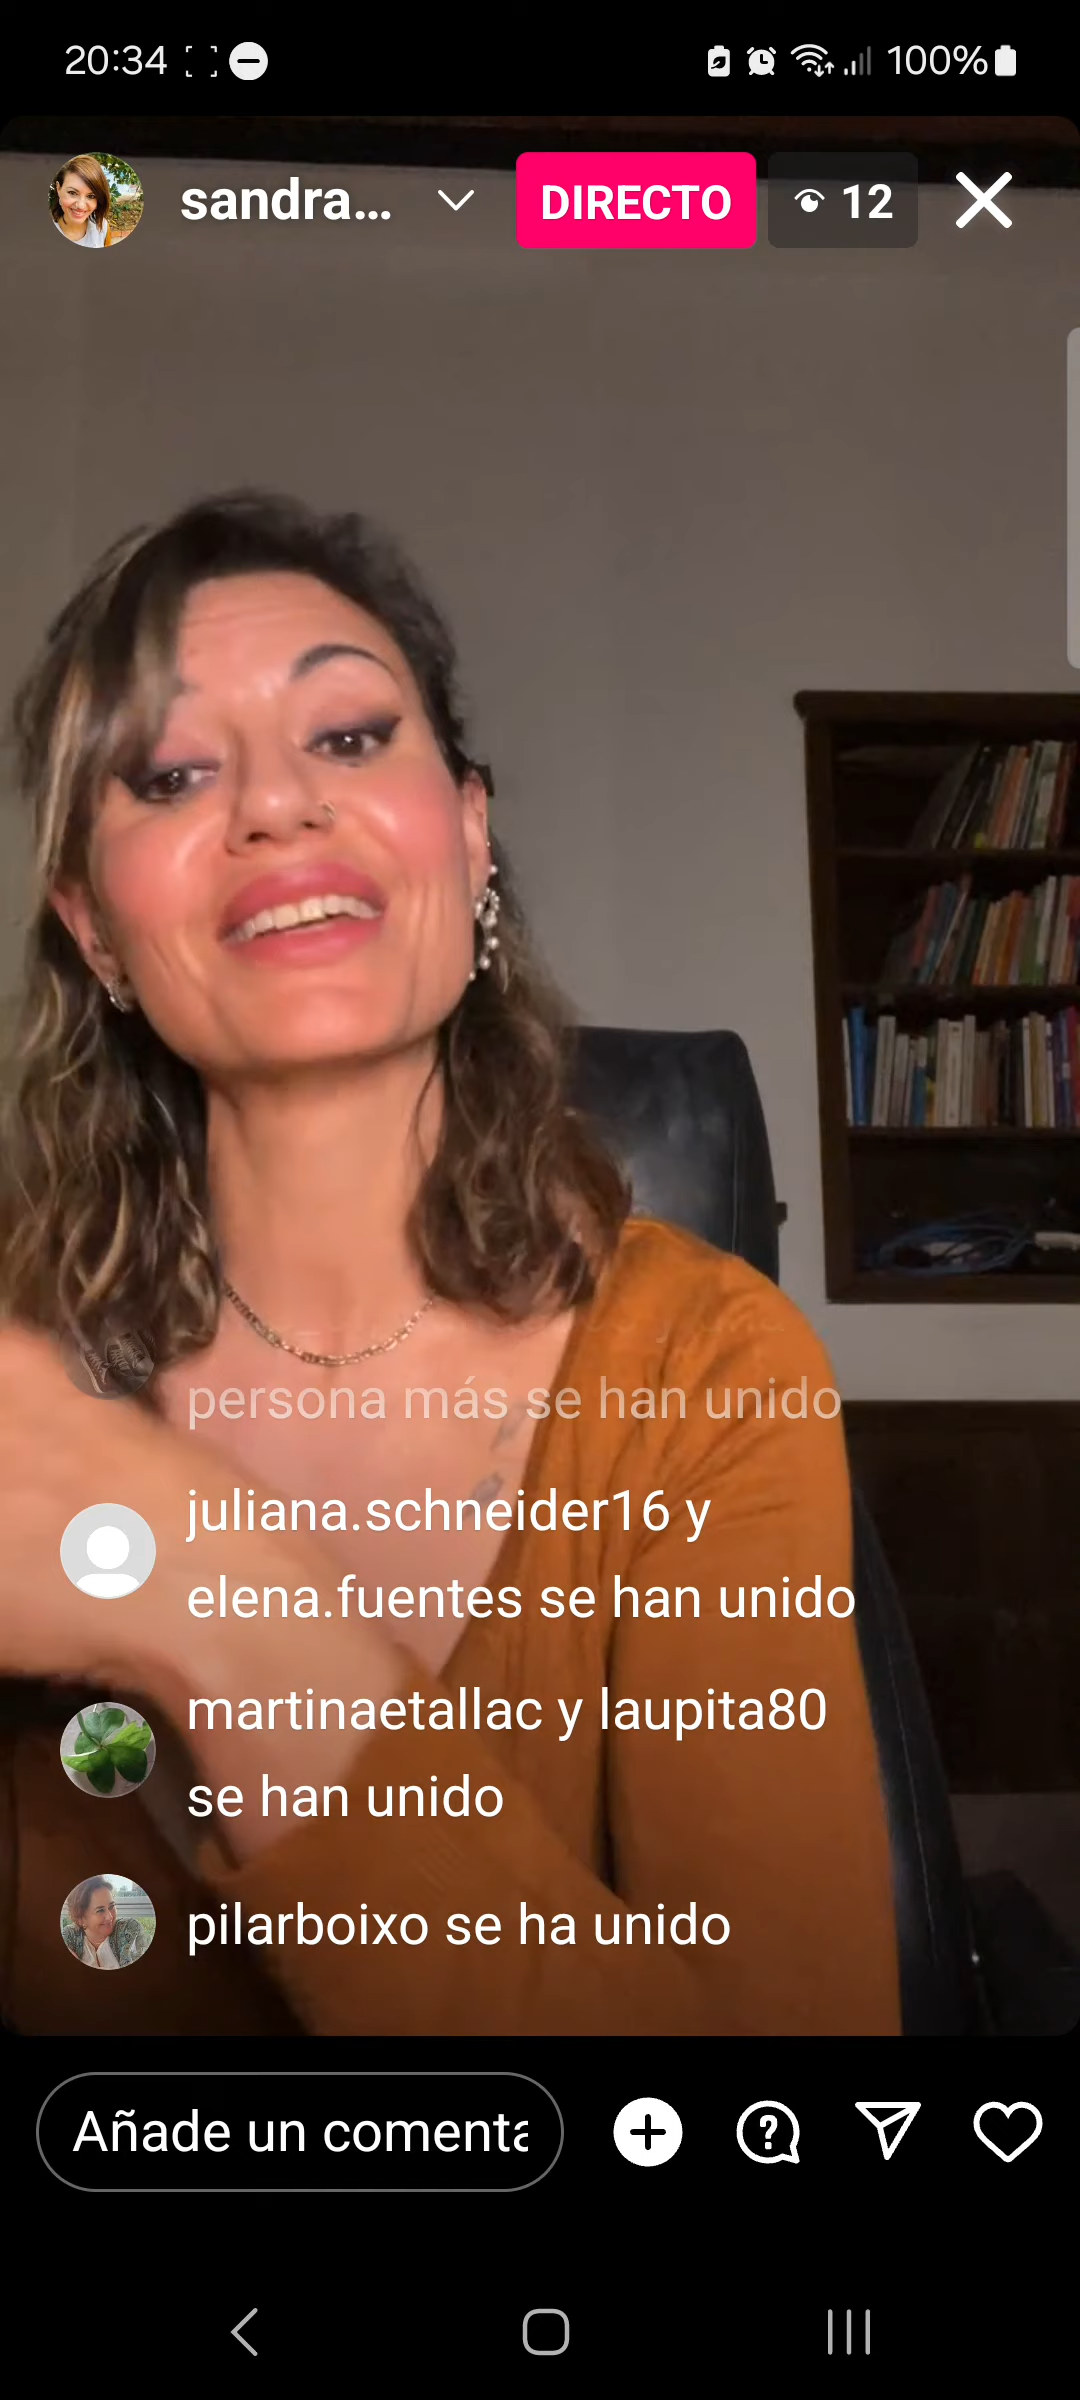 20:34 100%
sandra... DIRECTO 12
persona más se han unido
juliana.schneider16 y
elena.fuentes se han unido
martinaetallac y laupita80
se han unido
pilarboixo se ha unido
Añade un comenta